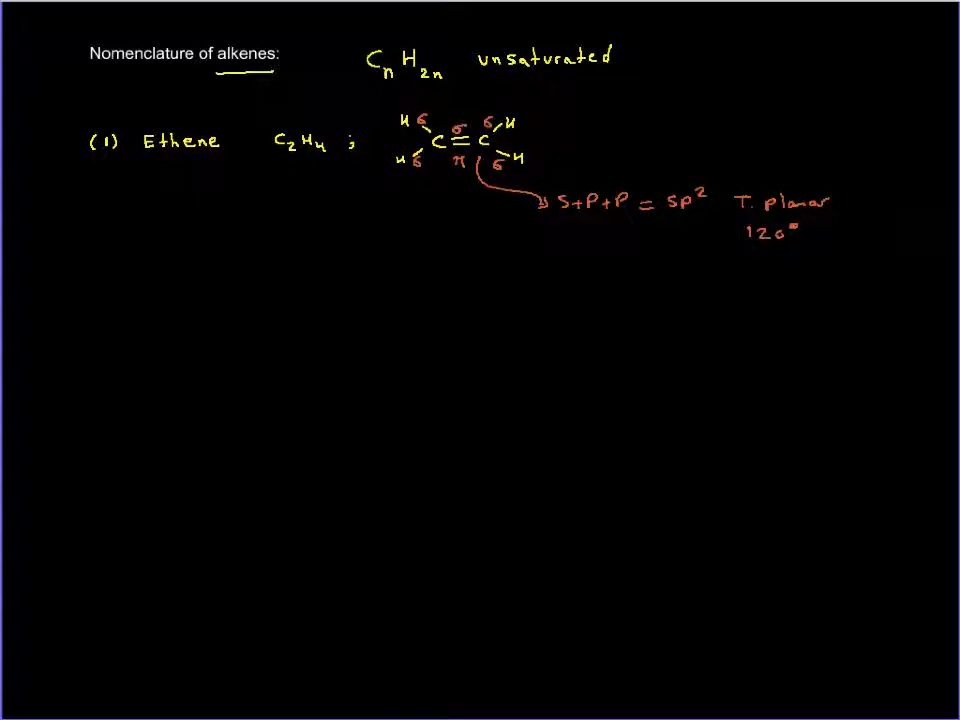 Nomenclature of alkenes: CₙH₂ₙ unsaturated
(1) Ethene C₂H₄ ;
H σ σ σ H
C = C
H σ π σ H
S+P+P = SP² T. planar
120°